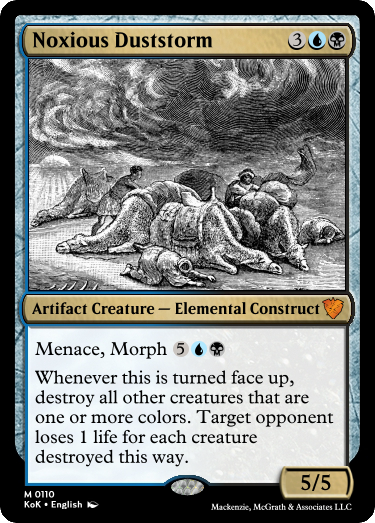 Noxious Duststorm 3
Artifact Creature — Elemental Construct
Menace, Morph 5
Whenever this is turned face up,
destroy all other creatures that are
one or more colors. Target opponent
loses 1 life for each creature
destroyed this way.
5/5
M 0110
KoK • English
Mackenzie, McGrath & Associates LLC